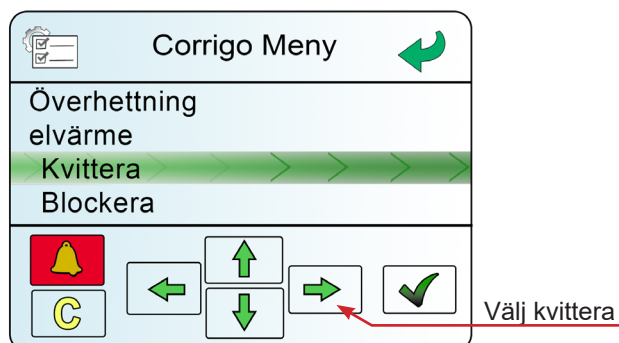 Corrigo Meny
Överhettning
elvärme
Kvittera
Blockera
C
Välj kvittera